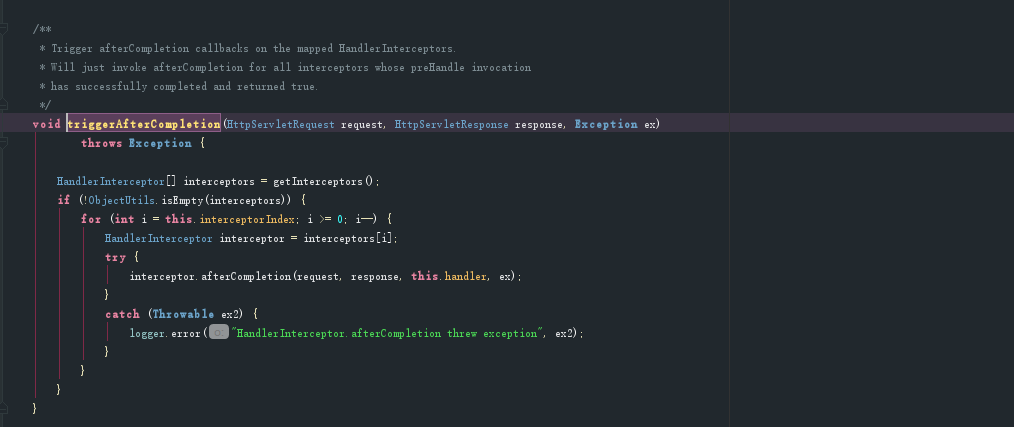 /**
 * Trigger afterCompletion callbacks on the mapped HandlerInterceptors.
 * Will just invoke afterCompletion for all interceptors whose preHandle invocation
 * has successfully completed and returned true.
 */
void triggerAfterCompletion(HttpServletRequest request, HttpServletResponse response, Exception ex)
        throws Exception {
    HandlerInterceptor[] interceptors = getInterceptors();
    if (!ObjectUtils.isEmpty(interceptors)) {
        for (int i = this.interceptorIndex; i >= 0; i--) {
            HandlerInterceptor interceptor = interceptors[i];
            try {
                interceptor.afterCompletion(request, response, this.handler, ex);
            }
            catch (Throwable ex2) {
                logger.error( o: "HandlerInterceptor.afterCompletion threw exception", ex2);
            }
        }
    }
}